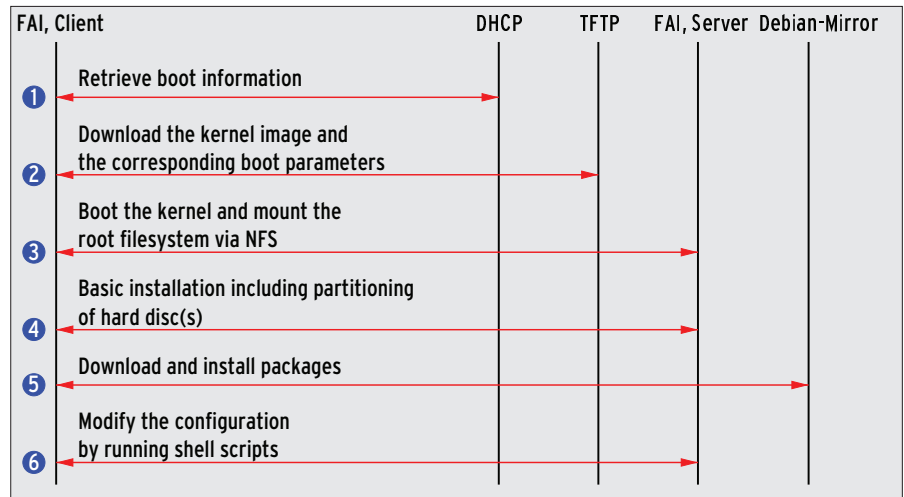 FAI, Client DHCP TFTP FAI, Server Debian-Mirror
Retrieve boot information
1
Download the kernel image and
the corresponding boot parameters
2
Boot the kernel and mount the
root filesystem via NFS
3
Basic installation including partitioning
of hard disc(s)
4
Download and install packages
5
Modify the configuration
by running shell scripts
6